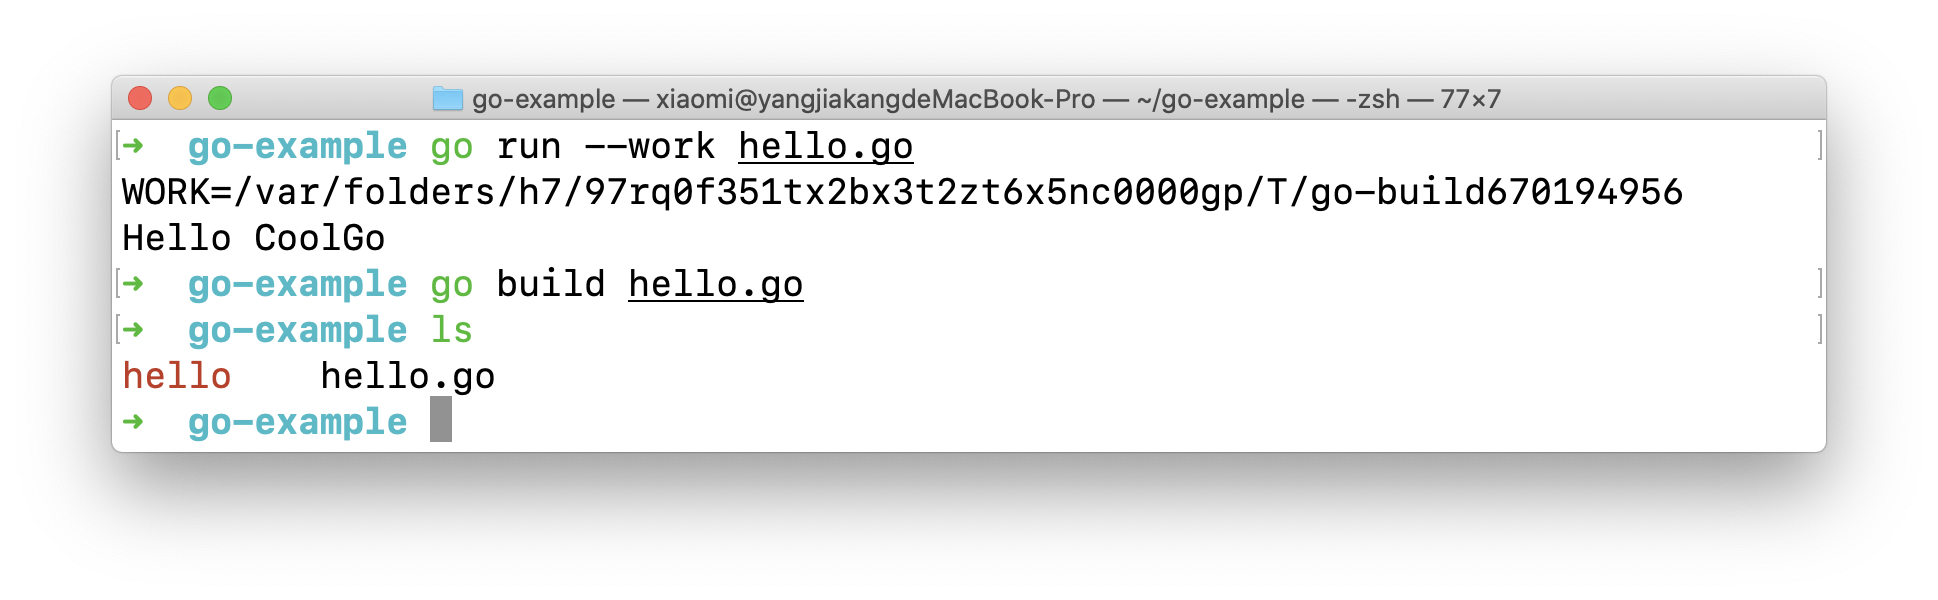 go-example — xiaomi@yangjiakangdeMacBook-Pro — ~/go-example — -zsh — 77×7
➜  go-example go run --work hello.go
WORK=/var/folders/h7/97rq0f351tx2bx3t2zt6x5nc0000gp/T/go-build670194956
Hello CoolGo
➜  go-example go build hello.go
➜  go-example ls
hello    hello.go
➜  go-example